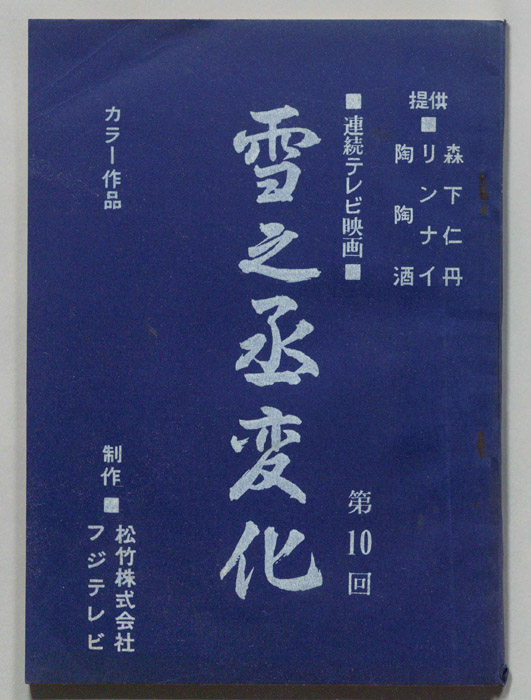 提供■
森下仁丹
リンナイ
陶陶酒
■連続テレビ映画■
雪之丞変化
第10回
カラー作品
制作■
松竹株式会社
フジテレビ